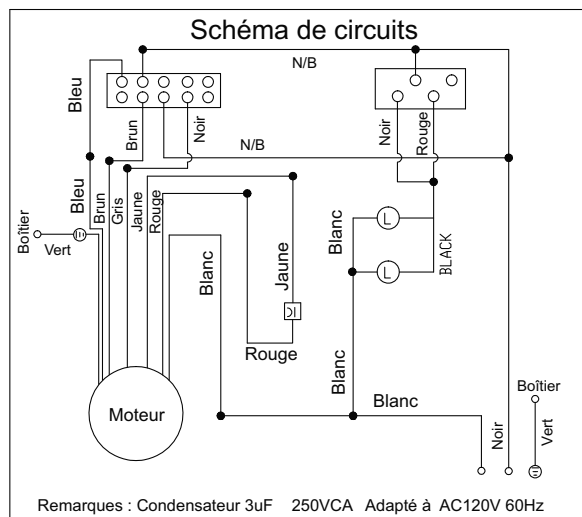 Schéma de circuits
N/B
Bleu
Brun
Noir
Noir
Rouge
N/B
Bleu
Brun
Gris
Jaune
Rouge
Boîtier
Vert
Blanc
Jaune
Blanc
L
L
BLACK
Rouge
Blanc
Moteur
Blanc
Noir
Boîtier
Vert
Remarques : Condensateur 3uF 250VCA Adapté à AC120V 60Hz